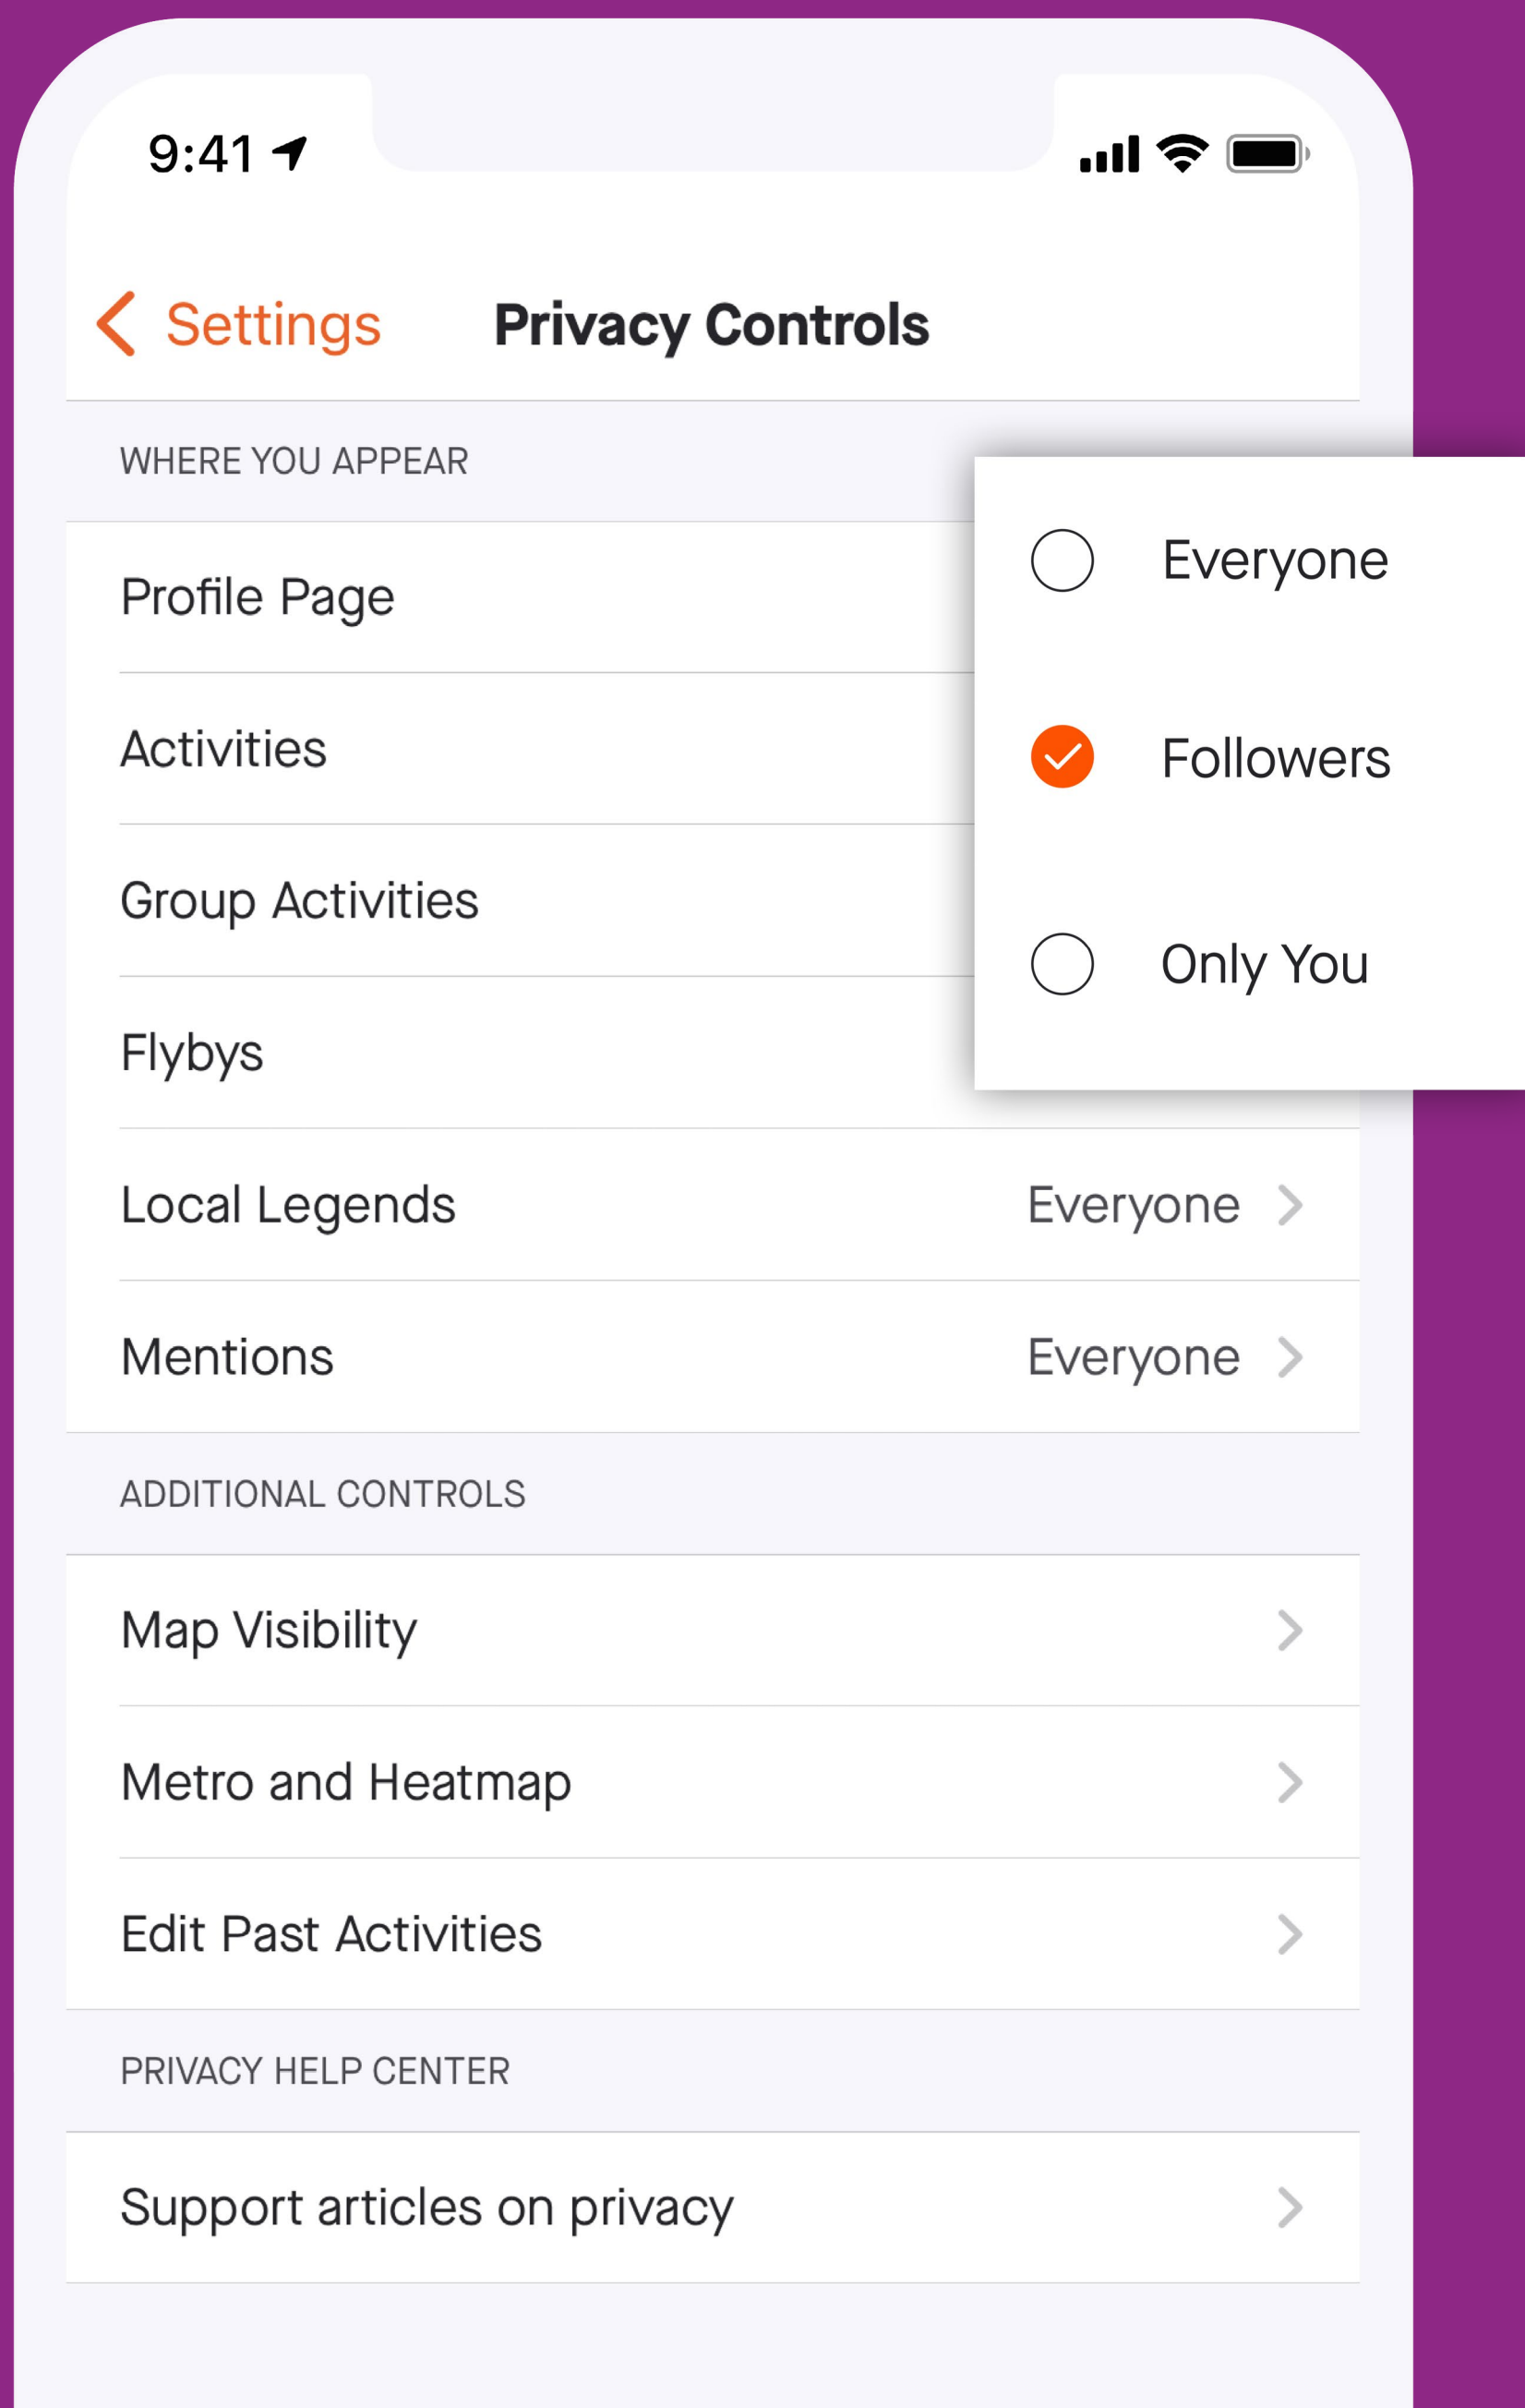 9:41
Settings
Privacy Controls
WHERE YOU APPEAR
Profile Page
Activities
Group Activities
Flybys
Everyone
Followers
Only You
Local Legends Everyone
Mentions Everyone
ADDITIONAL CONTROLS
Map Visibility
Metro and Heatmap
Edit Past Activities
PRIVACY HELP CENTER
Support articles on privacy